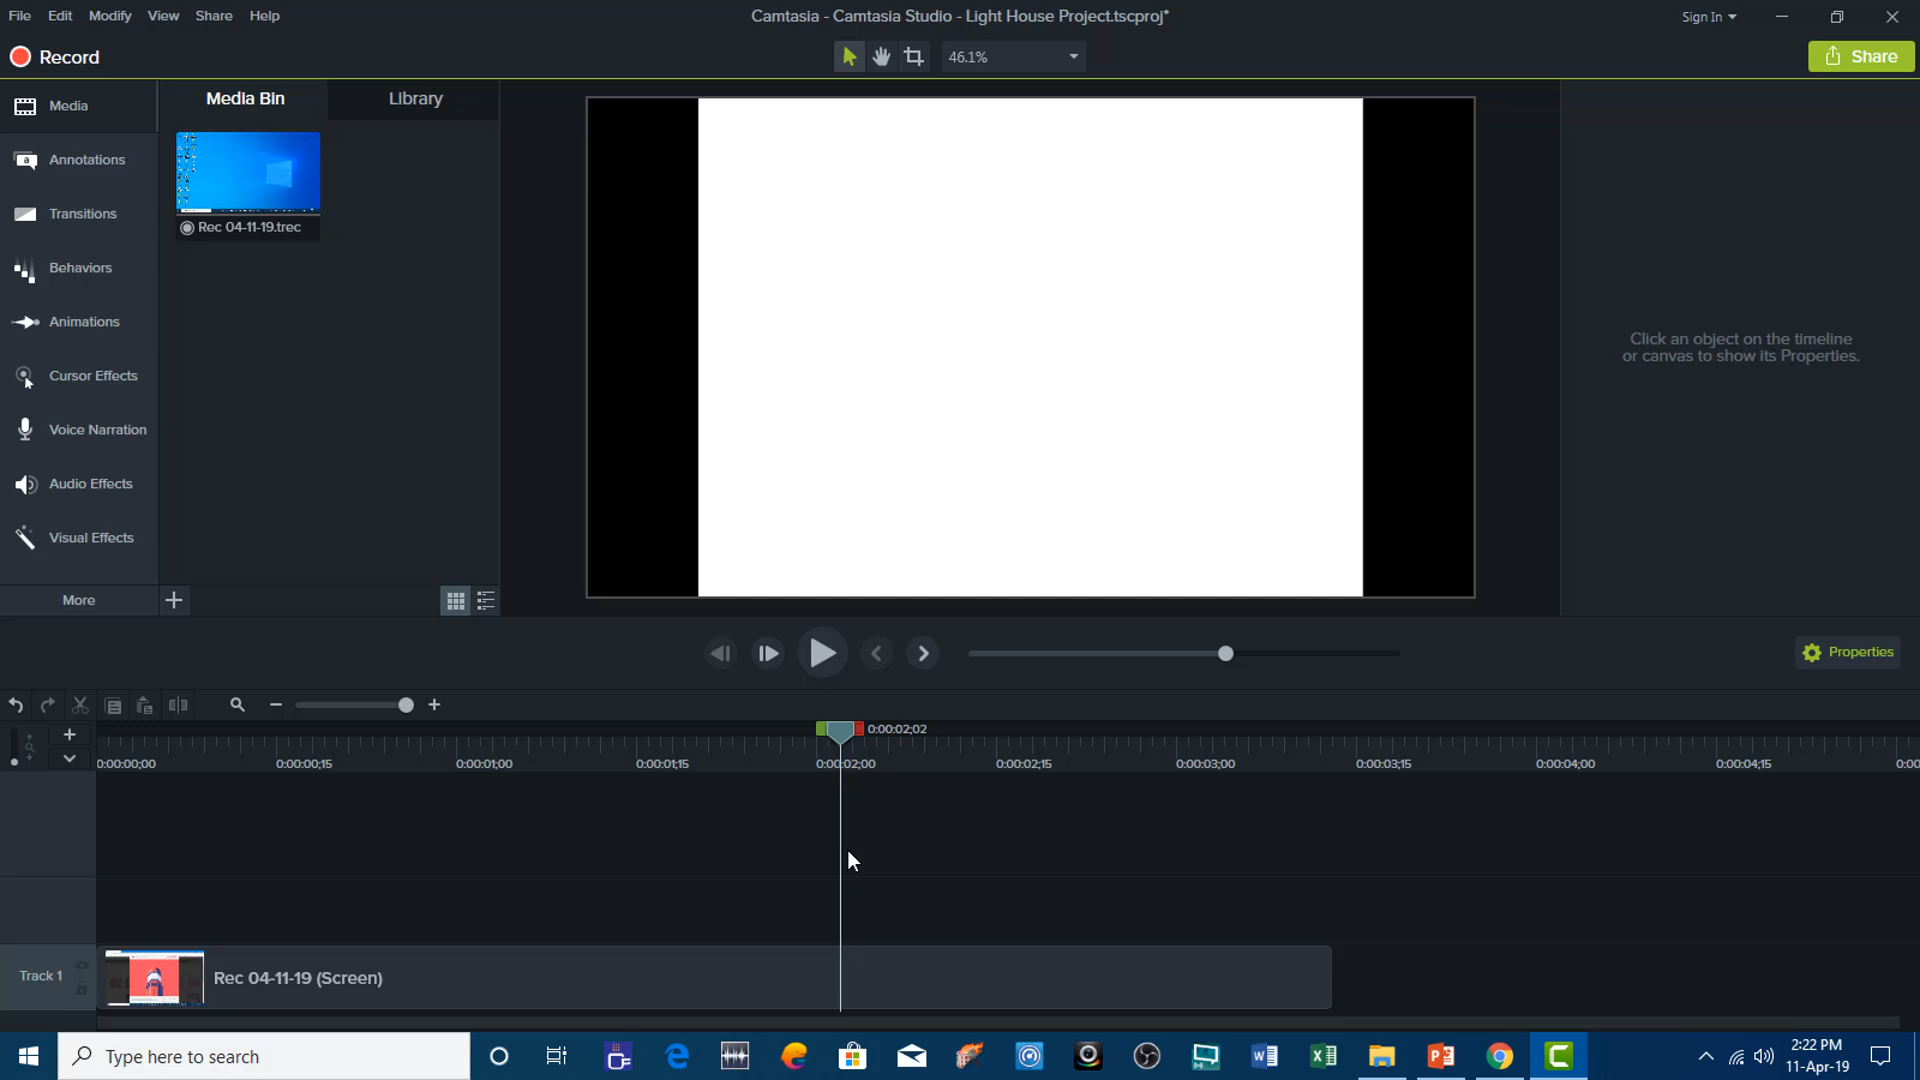 File Edit Modify View Share Help
Camtasia - Camtasia Studio - Light House Project.tscproj*
Sign In
Record
46.1%
Share
Media
Media Bin
Library
Annotations
Transitions
Rec 04-11-19.trec
Behaviors
Animations
Click an object on the timeline
or canvas to show its Properties.
Cursor Effects
Voice Narration
Audio Effects
Visual Effects
More
Properties
0:00:02;02
0:00:00;00 0:00:00;15 0:00:01;00 0:00:01;15 0:00:02;00 0:00:02;15 0:00:03;00 0:00:03;15 0:00:04;00 0:00:04;15 0:00
Track 1
Rec 04-11-19 (Screen)
Type here to search
2:22 PM
11-Apr-19